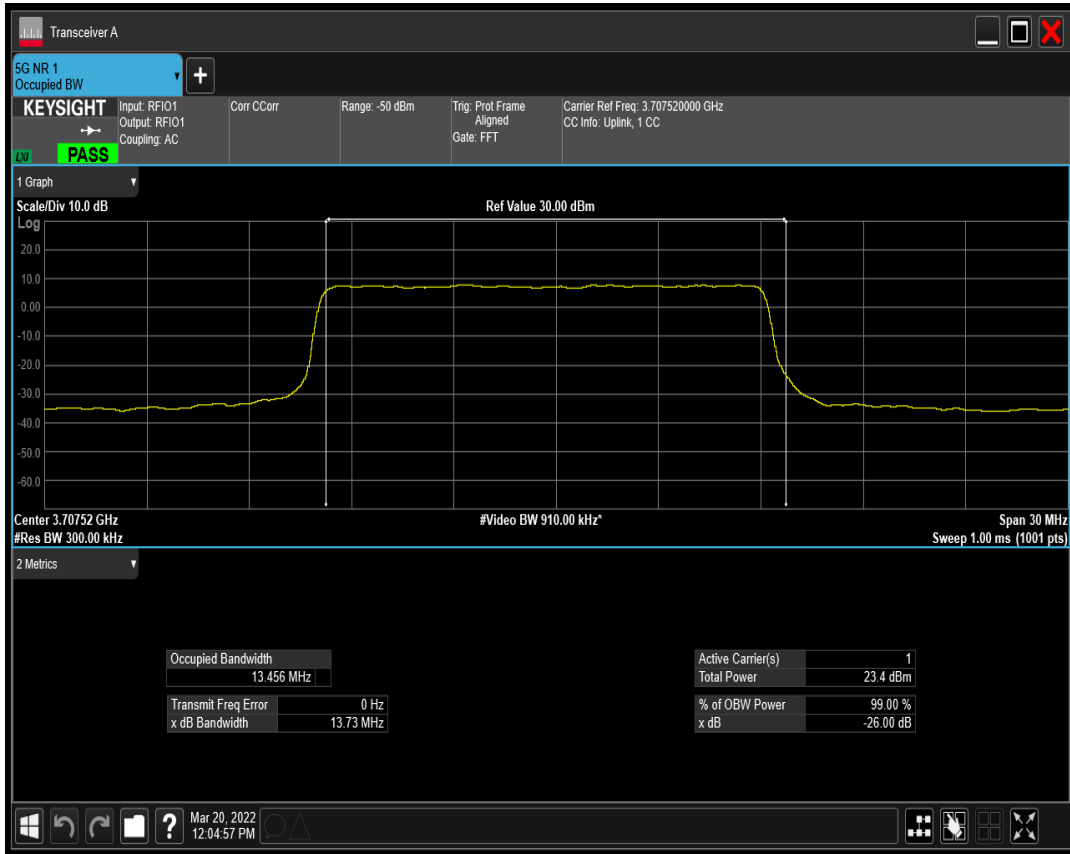 Transceiver A
5G NR 1
Occupied BW
+
KEYSIGHT
LXI
PASS
Input: RFIO1
Output: RFIO1
Coupling: AC
Corr CCorr
Range: -50 dBm
Trig: Prot Frame
Aligned
Gate: FFT
Carrier Ref Freq: 3.707520000 GHz
CC Info: Uplink, 1 CC
1 Graph
Scale/Div 10.0 dB
Ref Value 30.00 dBm
Log
20.0
10.0
0.00
-10.0
-20.0
-30.0
-40.0
-50.0
-60.0
Center 3.70752 GHz
#Video BW 910.00 kHz*
Span 30 MHz
#Res BW 300.00 kHz
Sweep 1.00 ms (1001 pts)
2 Metrics
Occupied Bandwidth
13.456 MHz
Transmit Freq Error 0 Hz
x dB Bandwidth 13.73 MHz
Active Carrier(s) 1
Total Power 23.4 dBm
% of OBW Power 99.00 %
x dB -26.00 dB
?
Mar 20, 2022
12:04:57 PM